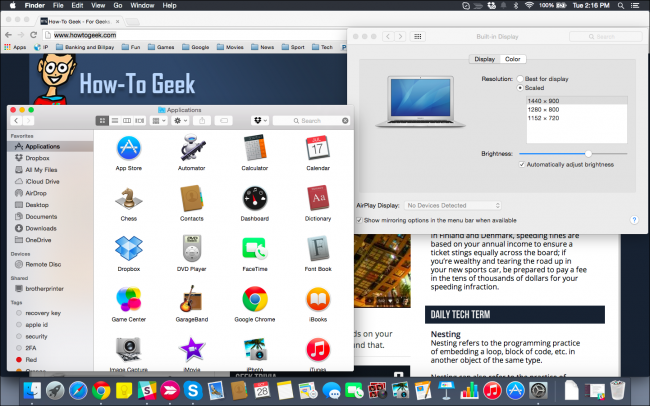 Finder File Edit View Go Window Help
100% Tue 2:16 PM
How-To Geek - For Geeks
www.howtogeek.com
Apps IP Banking and Billpay Fun Games Google Movies News Shopping Tech
How-To Geek
Built-in Display
Search
Display Color
Resolution: Best for display
Scaled
1440 × 900
1280 × 800
1152 × 720
Brightness:
Automatically adjust brightness
AirPlay Display: No Devices Detected
Show mirroring options in the menu bar when available
?
Applications
Search
Favorites
Applications
Dropbox
All My Files
iCloud Drive
AirDrop
Desktop
Documents
Downloads
OneDrive
Devices
Remote Disc
Shared
brotherprinter
Tags
recovery key
apple id
security
2FA
Red
App Store Automator Calculator Calendar
Chess Contacts Dashboard Dictionary
Dropbox DVD Player FaceTime Font Book
Game Center GarageBand Google Chrome iBooks
Image Capture iMovie iPhoto iTunes
JUL
17
in Finland and Denmark, speeding fines are
based on your annual income to ensure a
ticket stings equally across the board; if
you're wealthy and tearing the road up in
your new sports car, be prepared to pay a fine
in the tens of thousands of dollars for your
speeding infraction.
DAILY TECH TERM
Nesting
Nesting refers to the programming practice
of embedding a loop, block of code, etc. in
another object of the same type.
ds on your
and that.
GEEK TRIVIA
28